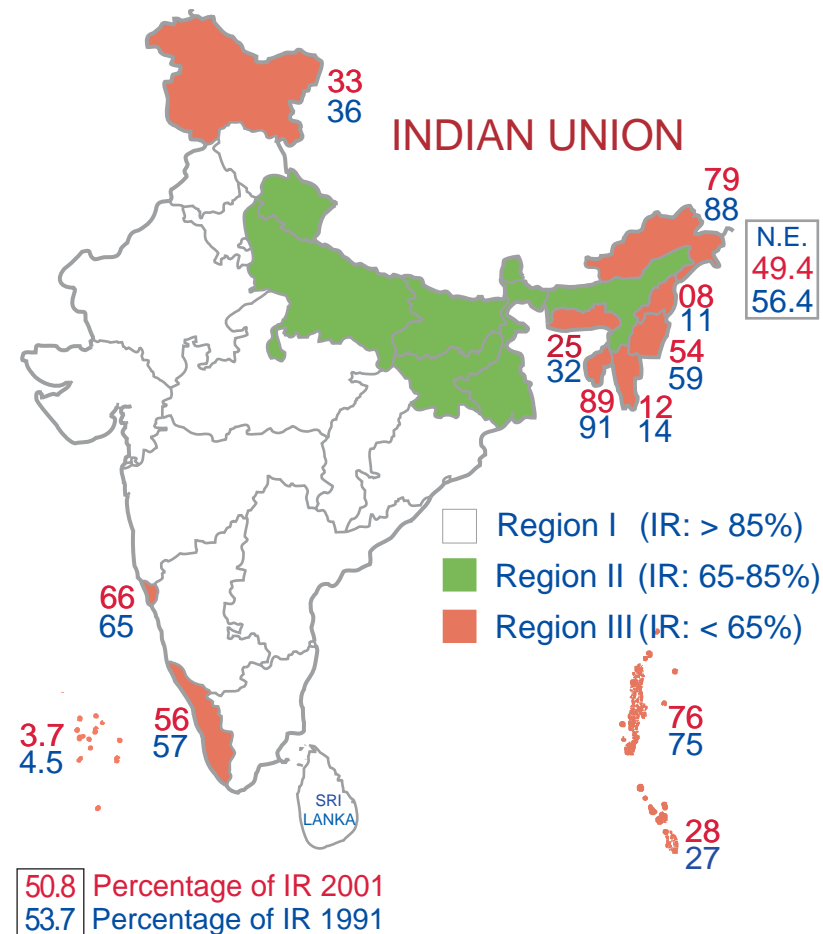 33
36
INDIAN UNION
79
88
N.E.
49.4
56.4
08
11
25
32
54
59
89
91
12
14
Region I (IR: > 85%)
Region II (IR: 65-85%)
Region III (IR: < 65%)
66
65
56
57
3.7
4.5
76
75
SRI
LANKA
28
27
50.8 Percentage of IR 2001
53.7 Percentage of IR 1991